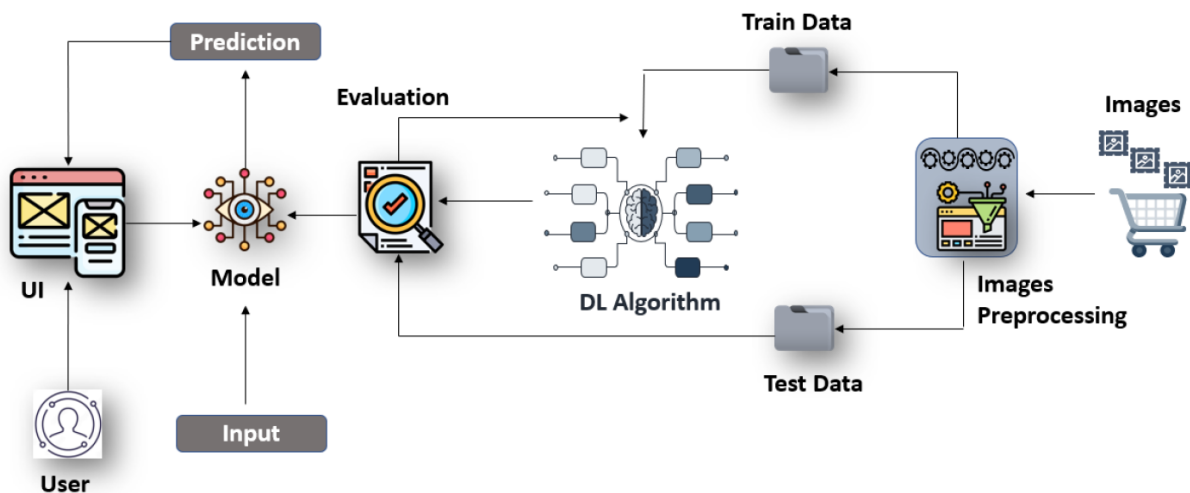 Train Data
Prediction
Evaluation
Images
UI
Model
DL Algorithm
Images
Preprocessing
Test Data
Input
User